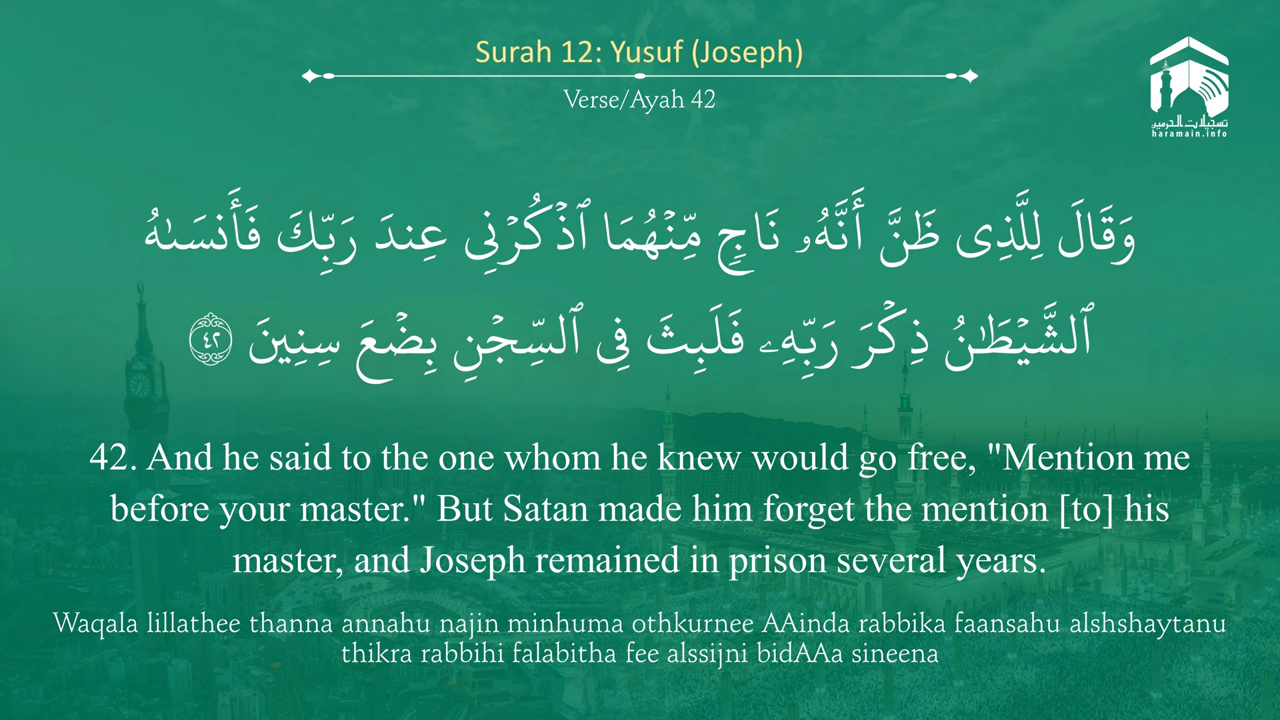 Surah 12: Yusuf (Joseph)
Verse/Ayah 42
تسجيلات الحرمين
haramain.info
وَقَالَ لِلَّذِى ظَنَّ أَنَّهُۥ نَاجٍۢ مِّنْهُمَا ٱذْكُرْنِى عِندَ رَبِّكَ فَأَنسَىٰهُ
ٱلشَّيْطَـٰنُ ذِكْرَ رَبِّهِۦ فَلَبِثَ فِى ٱلسِّجْنِ بِضْعَ سِنِينَ ٤٢
42. And he said to the one whom he knew would go free, "Mention me
before your master." But Satan made him forget the mention [to] his
master, and Joseph remained in prison several years.
Waqala lillathee thanna annahu najin minhuma othkurnee AAinda rabbika faansahu alshshaytanu
thikra rabbihi falabitha fee alssijni bidAAa sineena